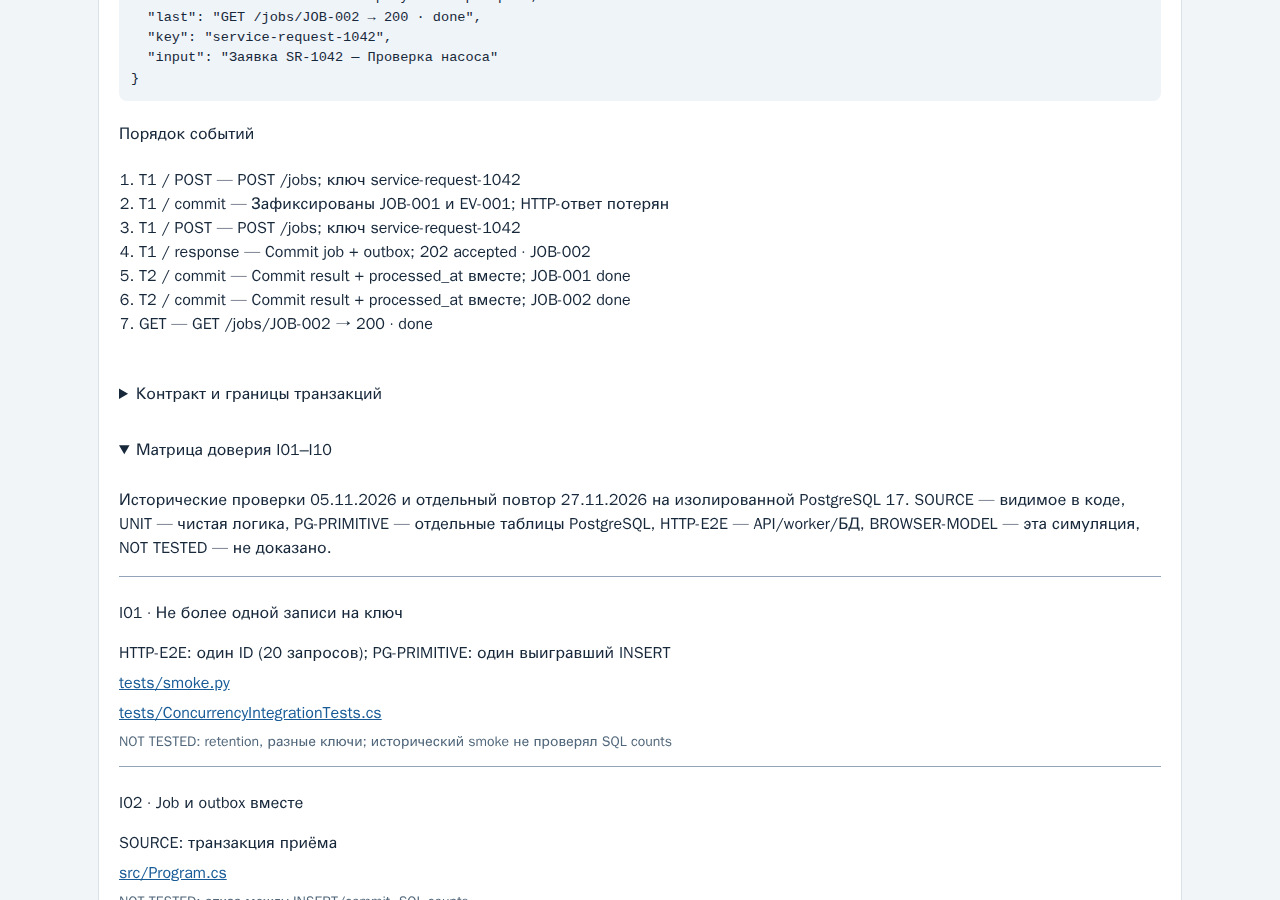 "last": "GET /jobs/JOB-002 → 200 · done",
"key": "service-request-1042",
"input": "Заявка SR-1042 — Проверка насоса"
}
Порядок событий
1. T1 / POST — POST /jobs; ключ service-request-1042
2. T1 / commit — Зафиксированы JOB-001 и EV-001; HTTP-ответ потерян
3. T1 / POST — POST /jobs; ключ service-request-1042
4. T1 / response — Commit job + outbox; 202 accepted · JOB-002
5. T2 / commit — Commit result + processed_at вместе; JOB-001 done
6. T2 / commit — Commit result + processed_at вместе; JOB-002 done
7. GET — GET /jobs/JOB-002 → 200 · done
▶ Контракт и границы транзакций
▼ Матрица доверия I01–I10
Исторические проверки 05.11.2026 и отдельный повтор 27.11.2026 на изолированной PostgreSQL 17. SOURCE — видимое в коде,
UNIT — чистая логика, PG-PRIMITIVE — отдельные таблицы PostgreSQL, HTTP-E2E — API/worker/БД, BROWSER-MODEL — эта симуляция,
NOT TESTED — не доказано.
I01 · Не более одной записи на ключ
HTTP-E2E: один ID (20 запросов); PG-PRIMITIVE: один выигравший INSERT
tests/smoke.py
tests/ConcurrencyIntegrationTests.cs
NOT TESTED: retention, разные ключи; исторический smoke не проверял SQL counts
I02 · Job и outbox вместе
SOURCE: транзакция приёма
src/Program.cs